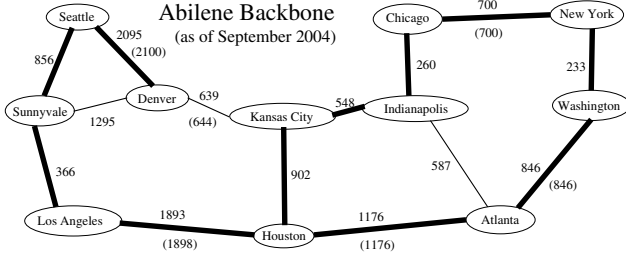 Abilene Backbone
(as of September 2004)
Seattle
Chicago
700
(700)
New York
2095
(2100)
856
260
233
Sunnyvale
Denver
639
(644)
1295
Kansas City
548
Indianapolis
Washington
366
902
587
846
(846)
Los Angeles
1893
(1898)
Houston
1176
(1176)
Atlanta